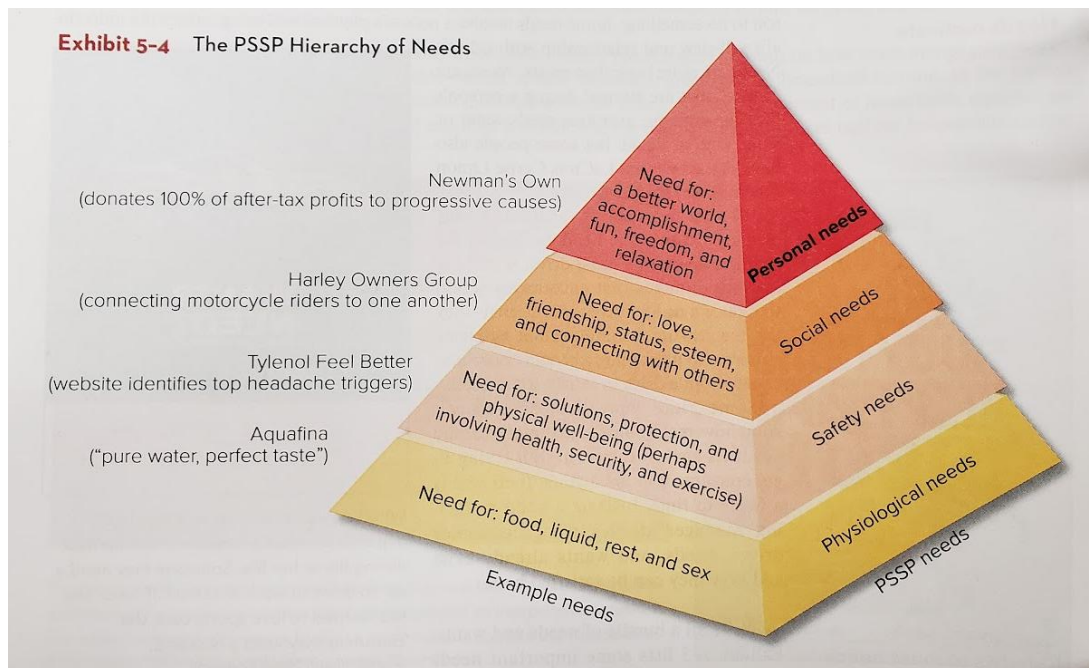 Exhibit 5–4 The PSSP Hierarchy of Needs
Newman's Own
(donates 100% of after-tax profits to progressive causes)
Harley Owners Group
(connecting motorcycle riders to one another)
Tylenol Feel Better
(website identifies top headache triggers)
Aquafina
("pure water, perfect taste")
Need for:
a better world,
accomplishment,
fun, freedom, and
relaxation
Personal needs
Need for: love,
friendship, status, esteem,
and connecting with others
Social needs
Need for: solutions, protection, and
physical well-being (perhaps
involving health, security, and exercise)
Safety needs
Need for: food, liquid, rest, and sex
Physiological needs
Example needs
PSSP needs